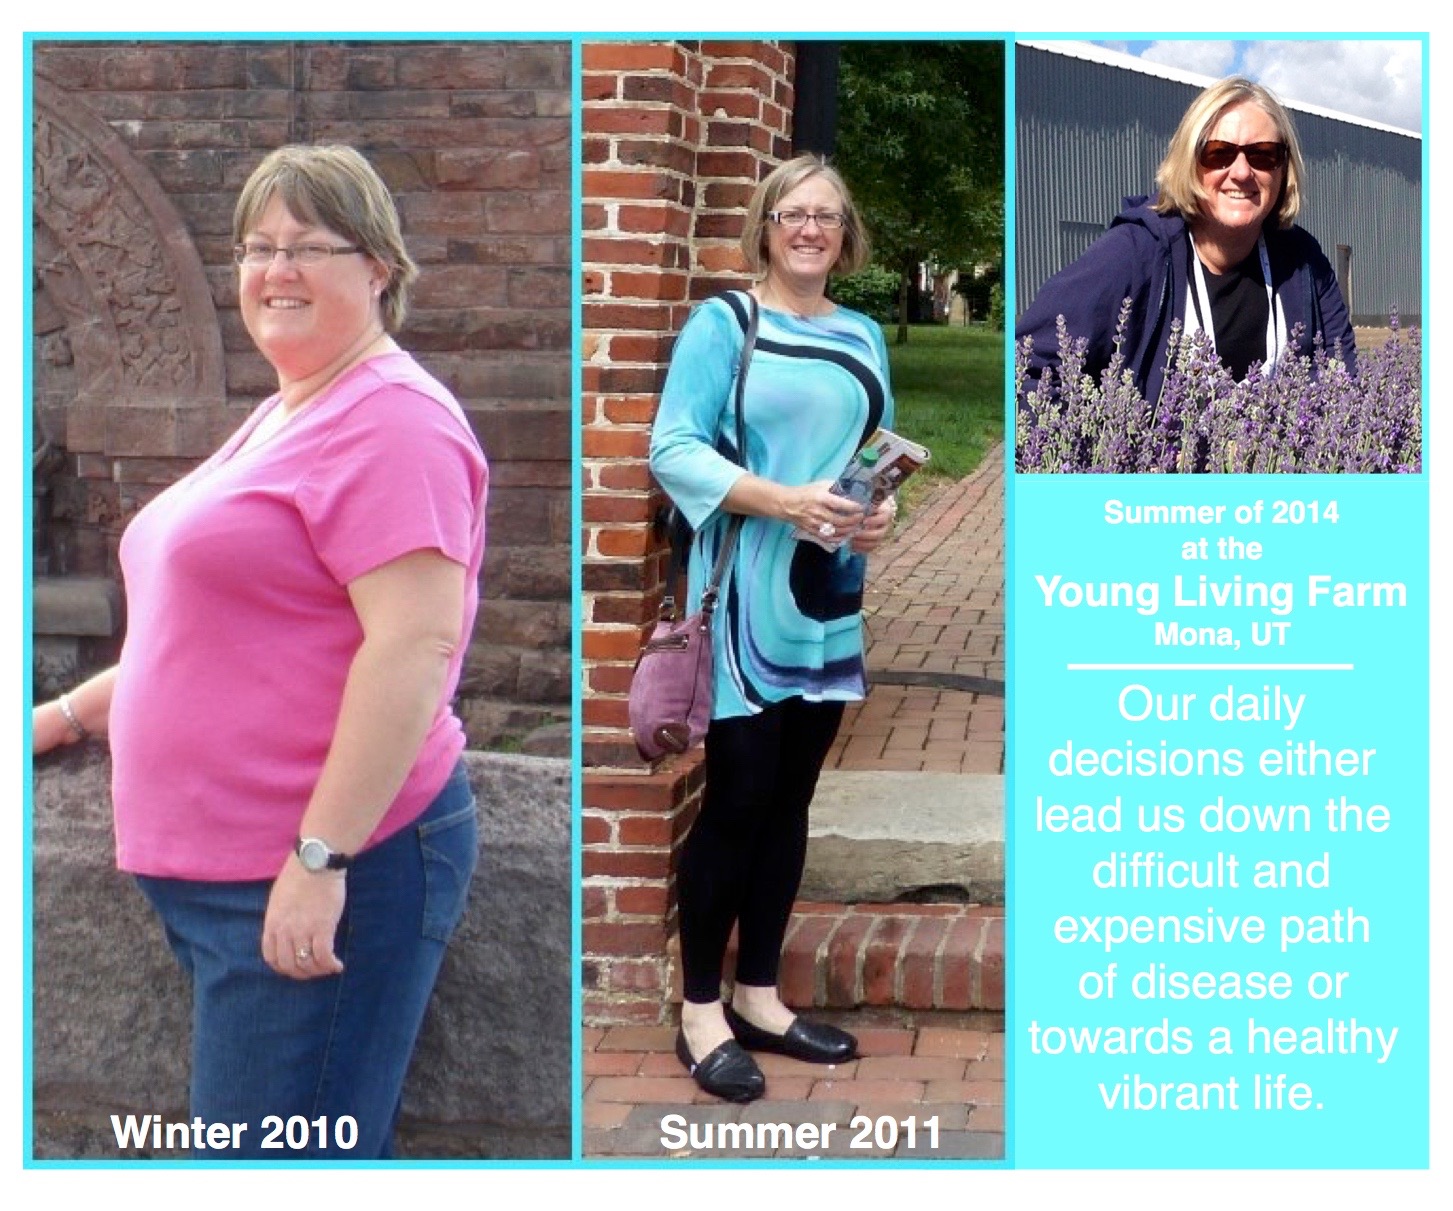 Winter 2010
Summer 2011
Summer of 2014
at the
Young Living Farm
Mona, UT
Our daily
decisions either
lead us down the
difficult and
expensive path
of disease or
towards a healthy
vibrant life.